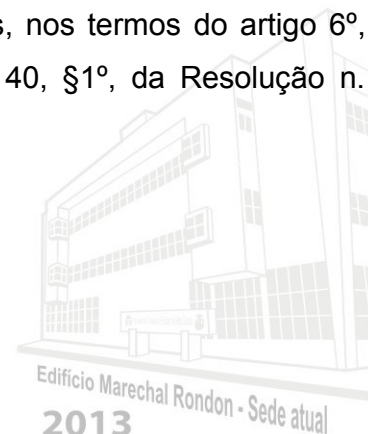 s, nos termos do artigo 6º,
40, §1º, da Resolução n.
Edifício Marechal Rondon - Sede atual
2013